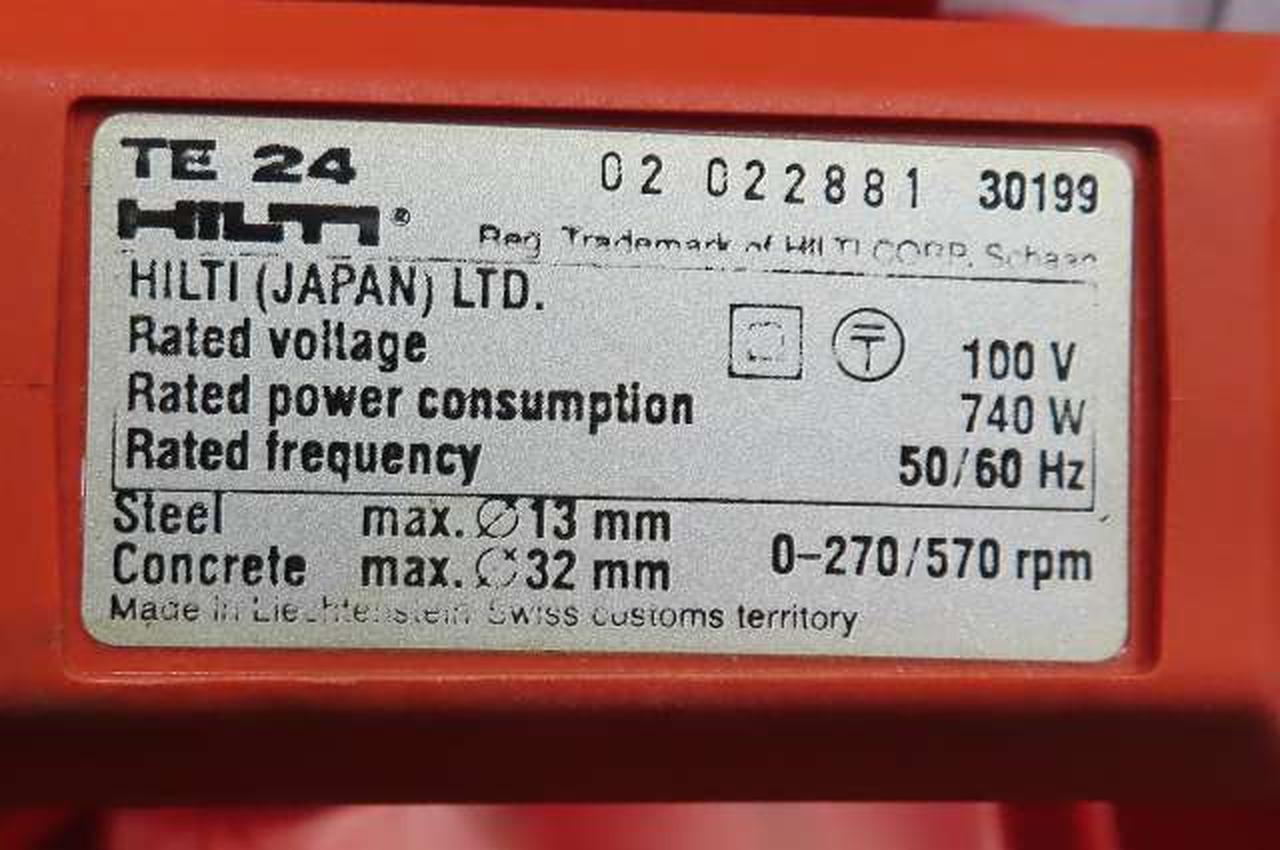 TE 24 02 022881 30199
HILTI® Reg. Trademark of HILTI CORP. Schaan
HILTI (JAPAN) LTD.
Rated voltage 100 V
Rated power consumption 740 W
Rated frequency 50/60 Hz
Steel max. ∅13 mm 0-270/570 rpm
Concrete max. ∅32 mm
Made in Liechtenstein Swiss customs territory